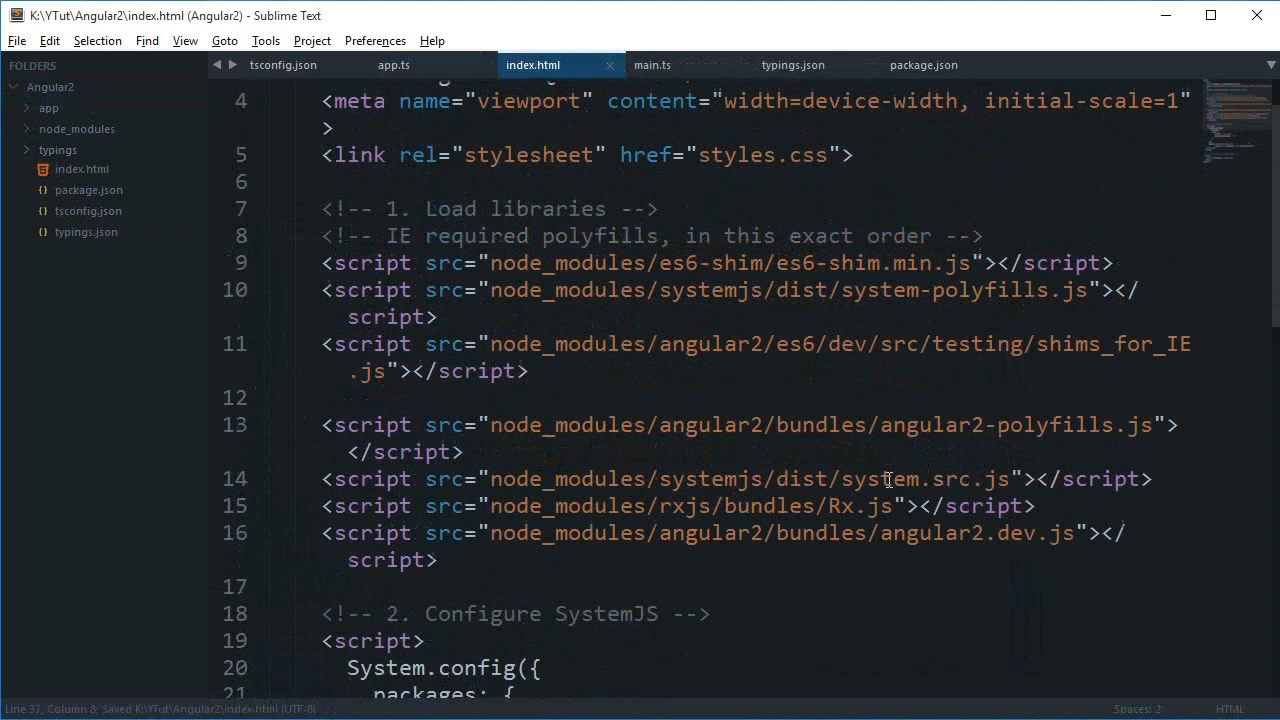 K:\YTut\Angular2\index.html (Angular2) - Sublime Text
File Edit Selection Find View Goto Tools Project Preferences Help
FOLDERS
Angular2
app
node_modules
typings
index.html
package.json
tsconfig.json
typings.json
tsconfig.json app.ts index.html × main.ts typings.json package.json
4 <meta name="viewport" content="width=device-width, initial-scale=1"
>
5 <link rel="stylesheet" href="styles.css">
6
7 <!-- 1. Load libraries -->
8 <!-- IE required polyfills, in this exact order -->
9 <script src="node_modules/es6-shim/es6-shim.min.js"></script>
10 <script src="node_modules/systemjs/dist/system-polyfills.js"></
script>
11 <script src="node_modules/angular2/es6/dev/src/testing/shims_for_IE
.js"></script>
12
13 <script src="node_modules/angular2/bundles/angular2-polyfills.js">
</script>
14 <script src="node_modules/systemjs/dist/system.src.js"></script>
15 <script src="node_modules/rxjs/bundles/Rx.js"></script>
16 <script src="node_modules/angular2/bundles/angular2.dev.js"></
script>
17
18 <!-- 2. Configure SystemJS -->
19 <script>
20 System.config({
21 packages: {
Line 37, Column 8; Saved K:\YTut\Angular2\index.html (UTF-8) Spaces: 2 HTML